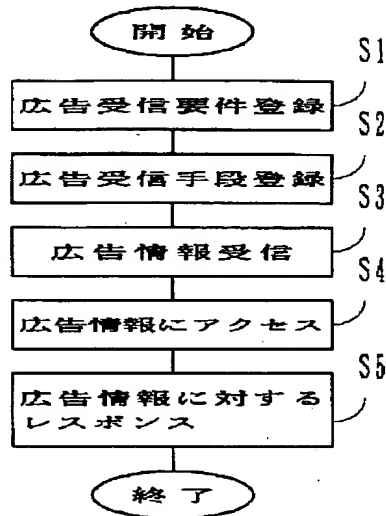 開始
S1
広告受信要件登録
S2
広告受信手段登録
S3
広告情報受信
S4
広告情報にアクセス
S5
広告情報に対する
レスポンス
終了